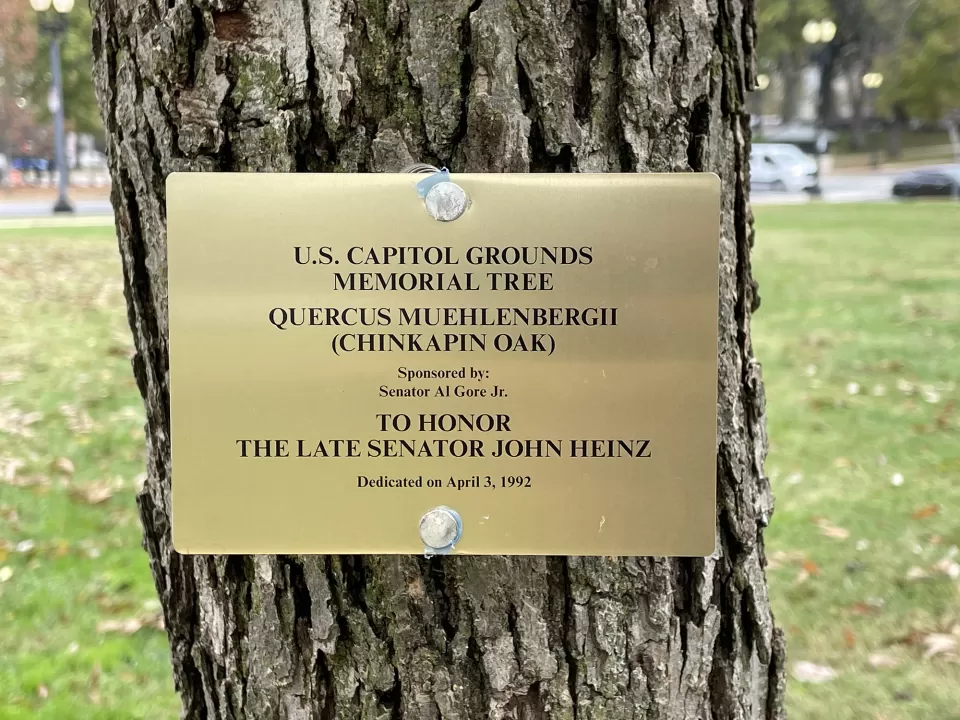 U.S. CAPITOL GROUNDS
MEMORIAL TREE
QUERCUS MUEHLENBERGII
(CHINKAPIN OAK)
Sponsored by:
Senator Al Gore Jr.
TO HONOR
THE LATE SENATOR JOHN HEINZ
Dedicated on April 3, 1992